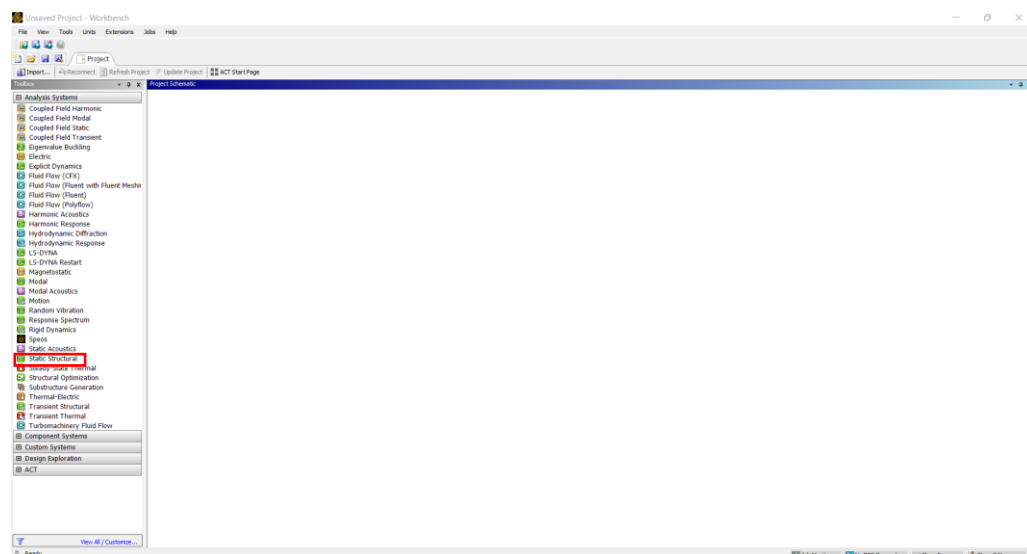 Unsaved Project - Workbench
File View Tools Units Extensions Jobs Help
Project
Import... Reconnect Refresh Project Update Project ACT Start Page
Toolbox
Project Schematic
Analysis Systems
Coupled Field Harmonic
Coupled Field Modal
Coupled Field Static
Coupled Field Transient
Eigenvalue Buckling
Electric
Explicit Dynamics
Fluid Flow (CFX)
Fluid Flow (Fluent with Fluent Meshin
Fluid Flow (Fluent)
Fluid Flow (Polyflow)
Harmonic Acoustics
Harmonic Response
Hydrodynamic Diffraction
Hydrodynamic Response
LS-DYNA
LS-DYNA Restart
Magnetostatic
Modal
Modal Acoustics
Motion
Random Vibration
Response Spectrum
Rigid Dynamics
Speos
Static Acoustics
Static Structural
Steady-State Thermal
Structural Optimization
Substructure Generation
Thermal-Electric
Transient Structural
Transient Thermal
Turbomachinery Fluid Flow
Component Systems
Custom Systems
Design Exploration
ACT
View All / Customize...
Ready